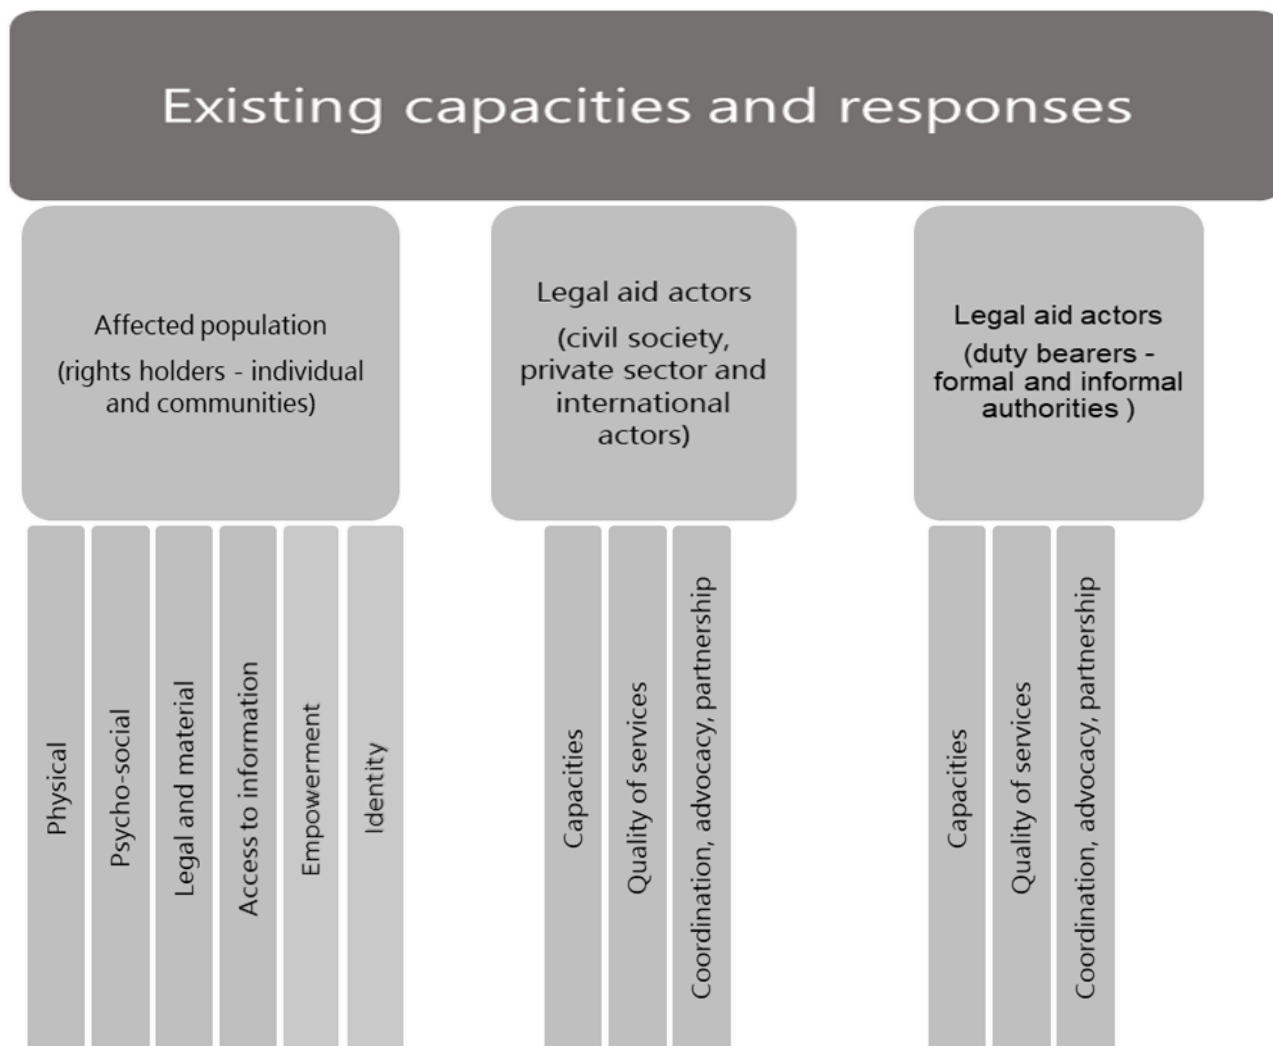 Existing capacities and responses
Affected population
(rights holders - individual
and communities)
Legal aid actors
(civil society,
private sector and
international
actors)
Legal aid actors
(duty bearers -
formal and informal
authorities )
Physical
Psycho-social
Legal and material
Access to information
Empowerment
Identity
Capacities
Quality of services
Coordination, advocacy, partnership
Capacities
Quality of services
Coordination, advocacy, partnership